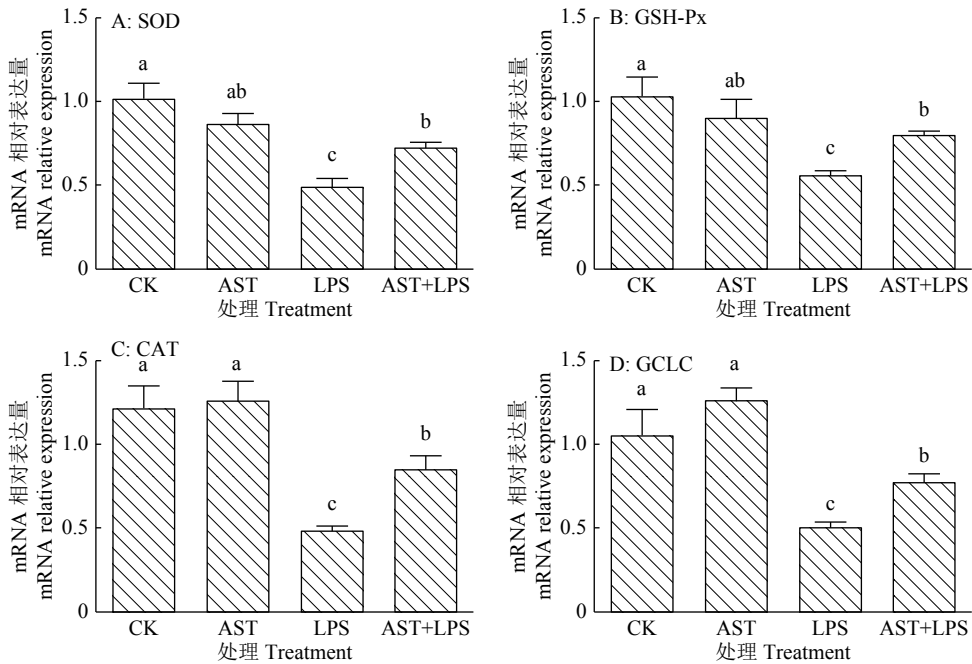 A: SOD
mRNA 相对表达量
mRNA relative expression
1.5
1.0
0.5
0
a
ab
c
b
CK AST LPS AST+LPS
处理 Treatment
B: GSH-Px
mRNA 相对表达量
mRNA relative expression
1.5
1.0
0.5
0
a
ab
c
b
CK AST LPS AST+LPS
处理 Treatment
C: CAT
mRNA 相对表达量
mRNA relative expression
1.5
1.0
0.5
0
a
a
c
b
CK AST LPS AST+LPS
处理 Treatment
D: GCLC
mRNA 相对表达量
mRNA relative expression
1.5
1.0
0.5
0
a
a
c
b
CK AST LPS AST+LPS
处理 Treatment